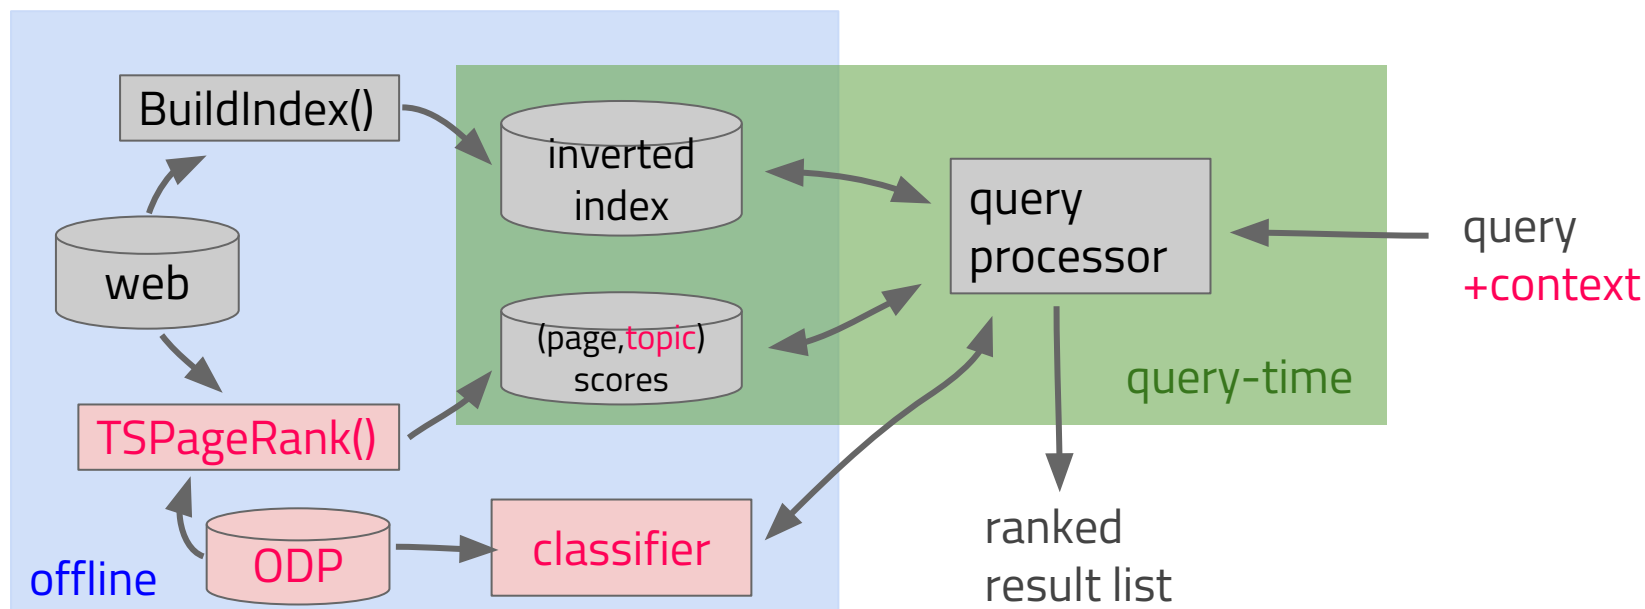 BuildIndex()
inverted
index
query
processor
query
+context
web
(page,topic)
scores
query-time
TSPageRank()
ODP
classifier
ranked
result list
offline